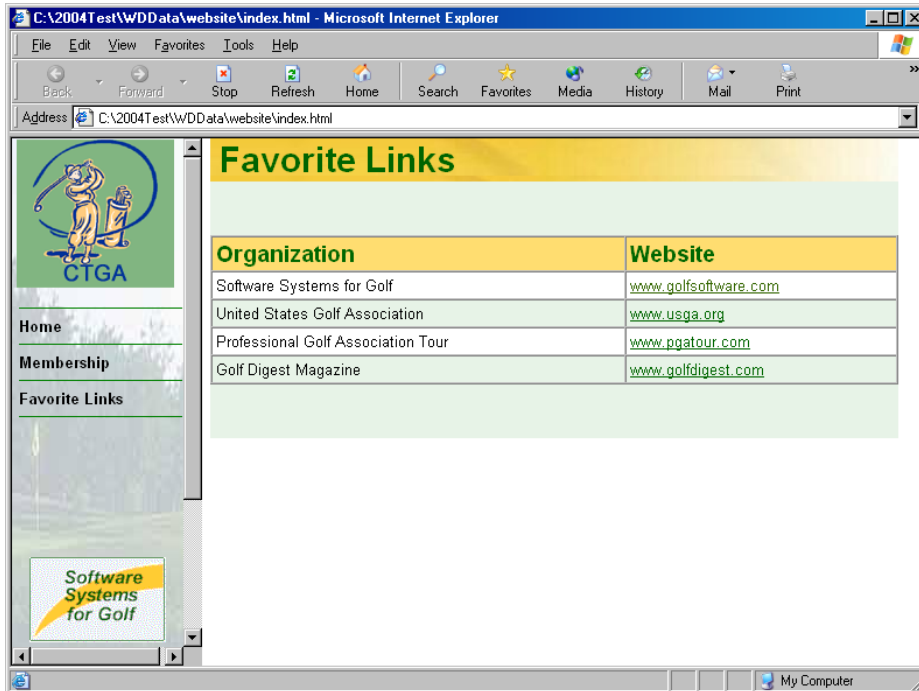 C:\2004Test\WDData\website\index.html - Microsoft Internet Explorer
File Edit View Favorites Tools Help
Back Forward Stop Refresh Home Search Favorites Media History Mail Print »
Address C:\2004Test\WDData\website\index.html
CTGA
Home
Membership
Favorite Links
Software
Systems
for Golf
Favorite Links
Organization Website
Software Systems for Golf www.golfsoftware.com
United States Golf Association www.usga.org
Professional Golf Association Tour www.pgatour.com
Golf Digest Magazine www.golfdigest.com
My Computer